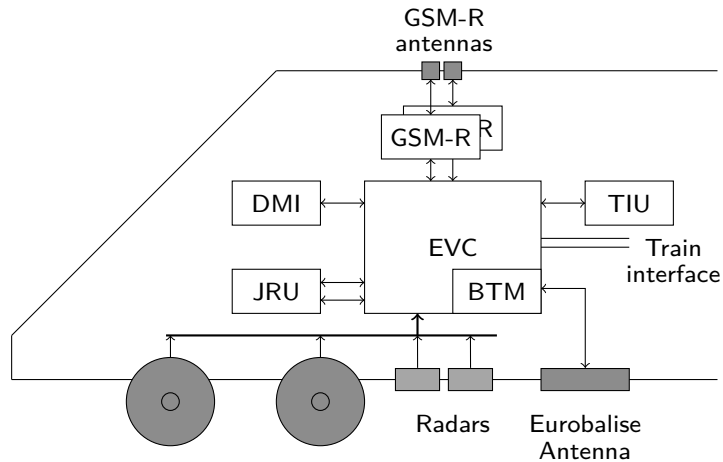 GSM-R
antennas
R
GSM-R
DMI
TIU
EVC
Train
interface
JRU
BTM
Radars
Eurobalise
Antenna